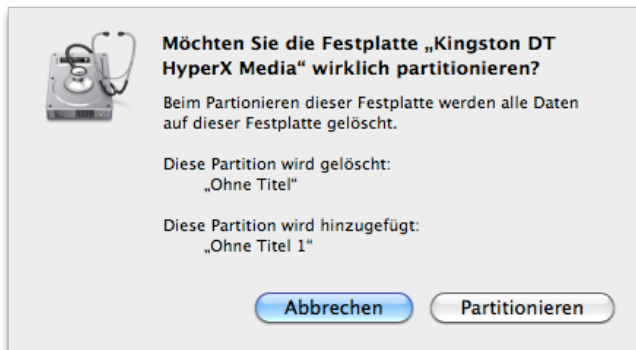 Möchten Sie die Festplatte „Kingston DT
HyperX Media“ wirklich partitionieren?
Beim Partionieren dieser Festplatte werden alle Daten
auf dieser Festplatte gelöscht.
Diese Partition wird gelöscht:
„Ohne Titel“
Diese Partition wird hinzugefügt:
„Ohne Titel 1“
Abbrechen
Partitionieren